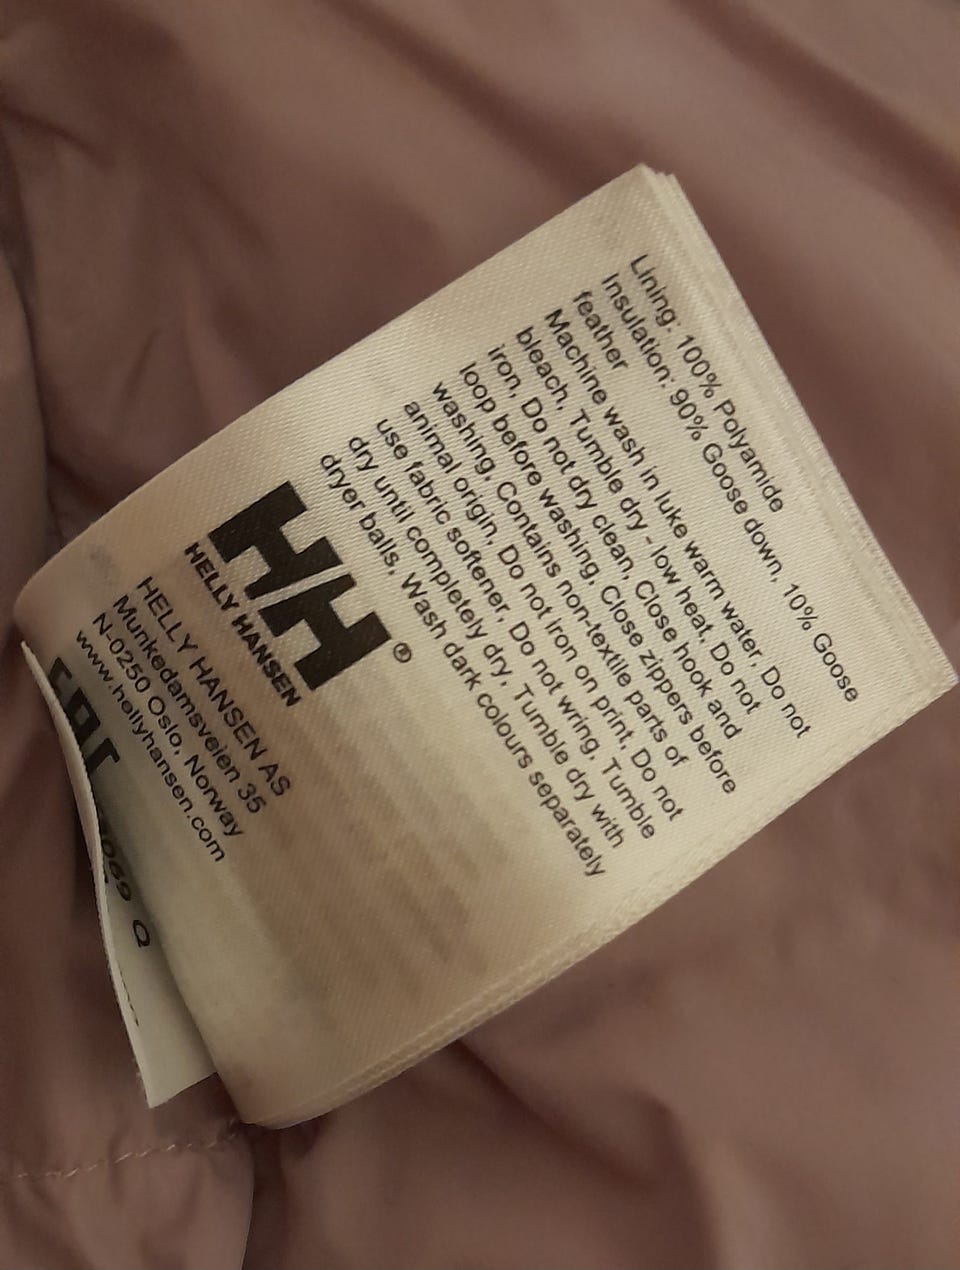 Lining: 100% Polyamide
Insulation: 90% Goose down, 10% Goose
feather
Machine wash in luke warm water, Do not
bleach, Tumble dry - low heat, Do not
iron, Do not dry clean, Close hook and
loop before washing, Close zippers before
washing, Contains non-textile parts of
animal origin, Do not iron on print, Do not
use fabric softener, Do not wring, Tumble
dry until completely dry, Tumble dry with
dryer balls, Wash dark colours separately
HH®
HELLY HANSEN
HELLY HANSEN AS
Munkedamsveien 35
N-0250 Oslo, Norway
www.hellyhansen.com
069 Q